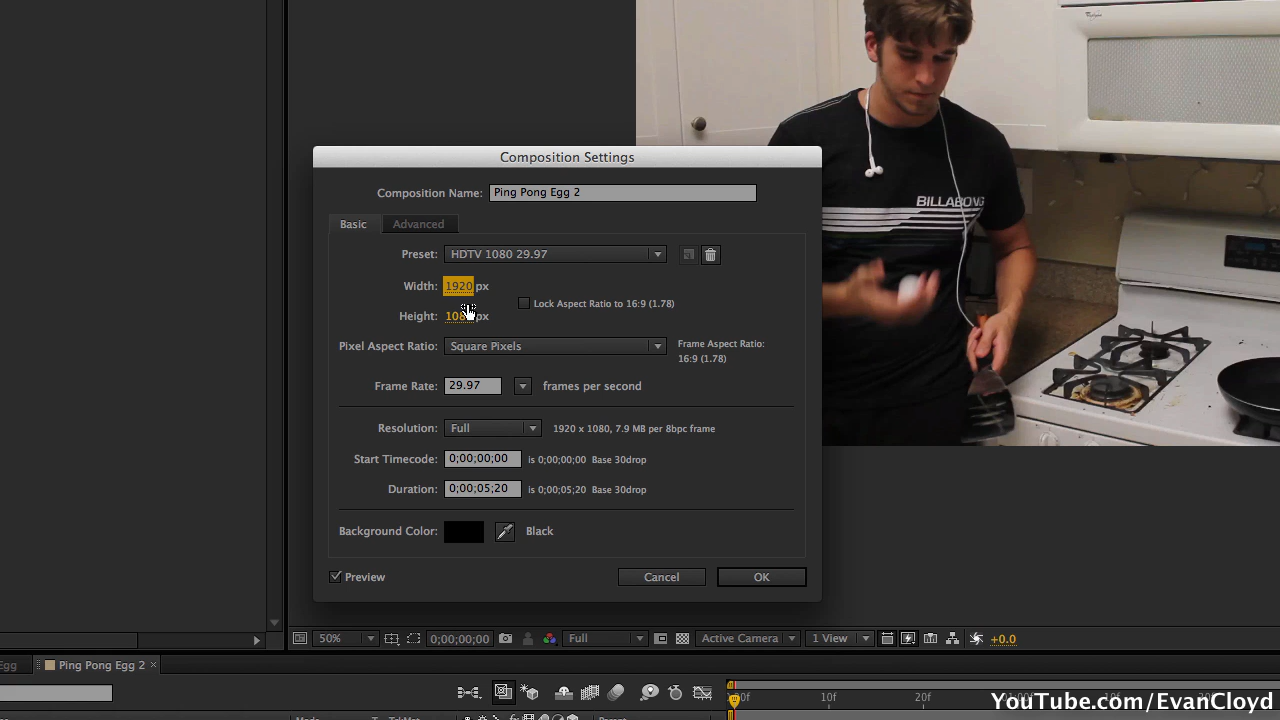 BILLABONG
Composition Settings
Composition Name: Ping Pong Egg 2
Basic Advanced
Preset: HDTV 1080 29.97
Width: 1920 px
Lock Aspect Ratio to 16:9 (1.78)
Height: 1080 px
Pixel Aspect Ratio: Square Pixels
Frame Aspect Ratio:
16:9 (1.78)
Frame Rate: 29.97 frames per second
Resolution: Full 1920 x 1080, 7.9 MB per 8bpc frame
Start Timecode: 0;00;00;00 is 0;00;00;00 Base 30drop
Duration: 0;00;05;20 is 0;00;05;20 Base 30drop
Background Color: Black
Preview Cancel OK
50% 0;00;00;00 Full Active Camera 1 View +0.0
Egg Ping Pong Egg 2 ×
:00f 10f 20f
YouTube.com/EvanCloyd